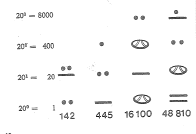 20³ = 8000
20² = 400
20¹ = 20
20⁰ = 1
142 445 16 100 48 810